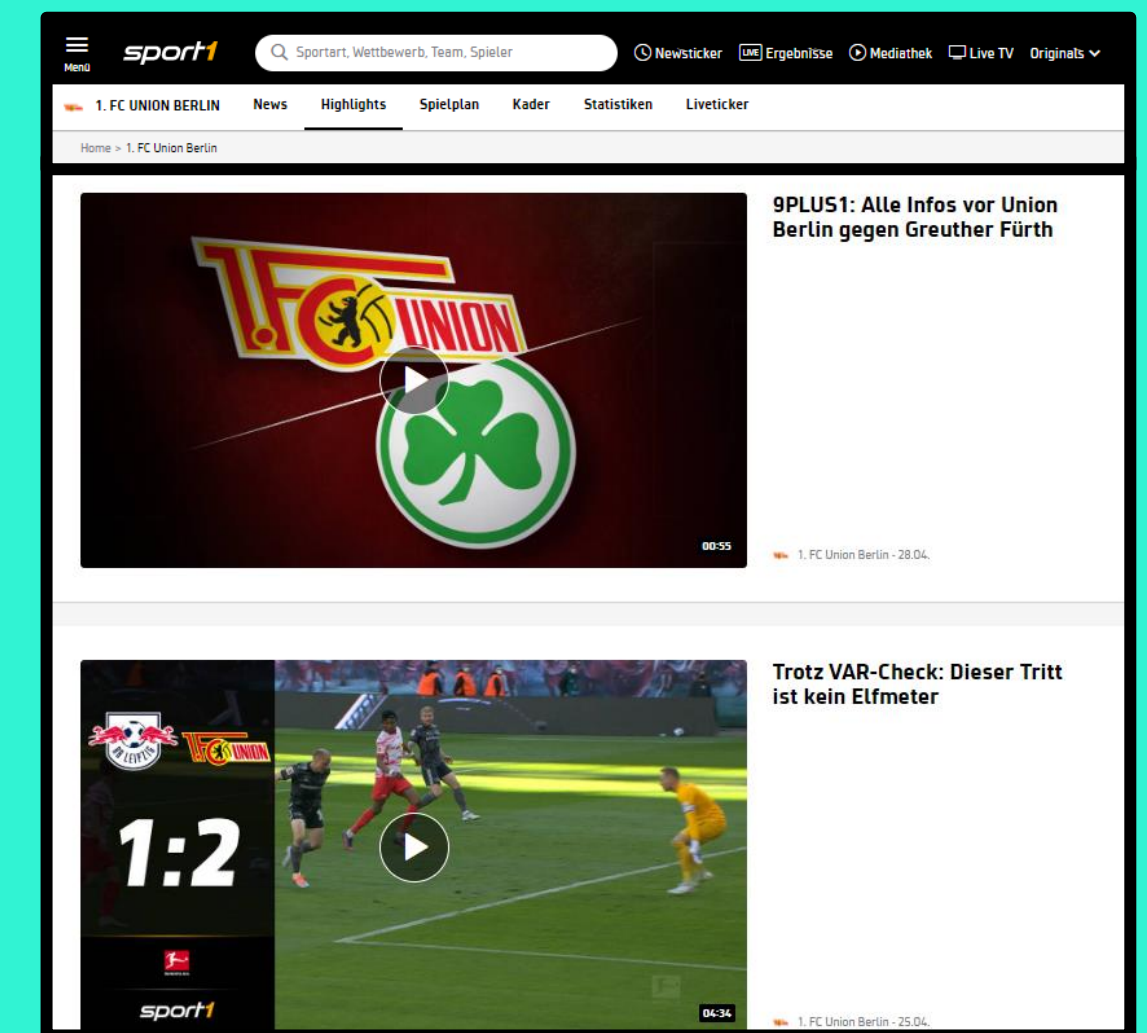 Menü
sport1
Sportart, Wettbewerb, Team, Spieler
Newsticker
LIVE Ergebnisse
Mediathek
Live TV
Originals
1. FC UNION BERLIN
News
Highlights
Spielplan
Kader
Statistiken
Liveticker
Home > 1. FC Union Berlin
1.FC UNION
00:55
9PLUS1: Alle Infos vor Union
Berlin gegen Greuther Fürth
1. FC Union Berlin - 28.04.
RB LEIPZIG
1.FC UNION
1:2
sport1
04:34
Trotz VAR-Check: Dieser Tritt
ist kein Elfmeter
1. FC Union Berlin - 25.04.